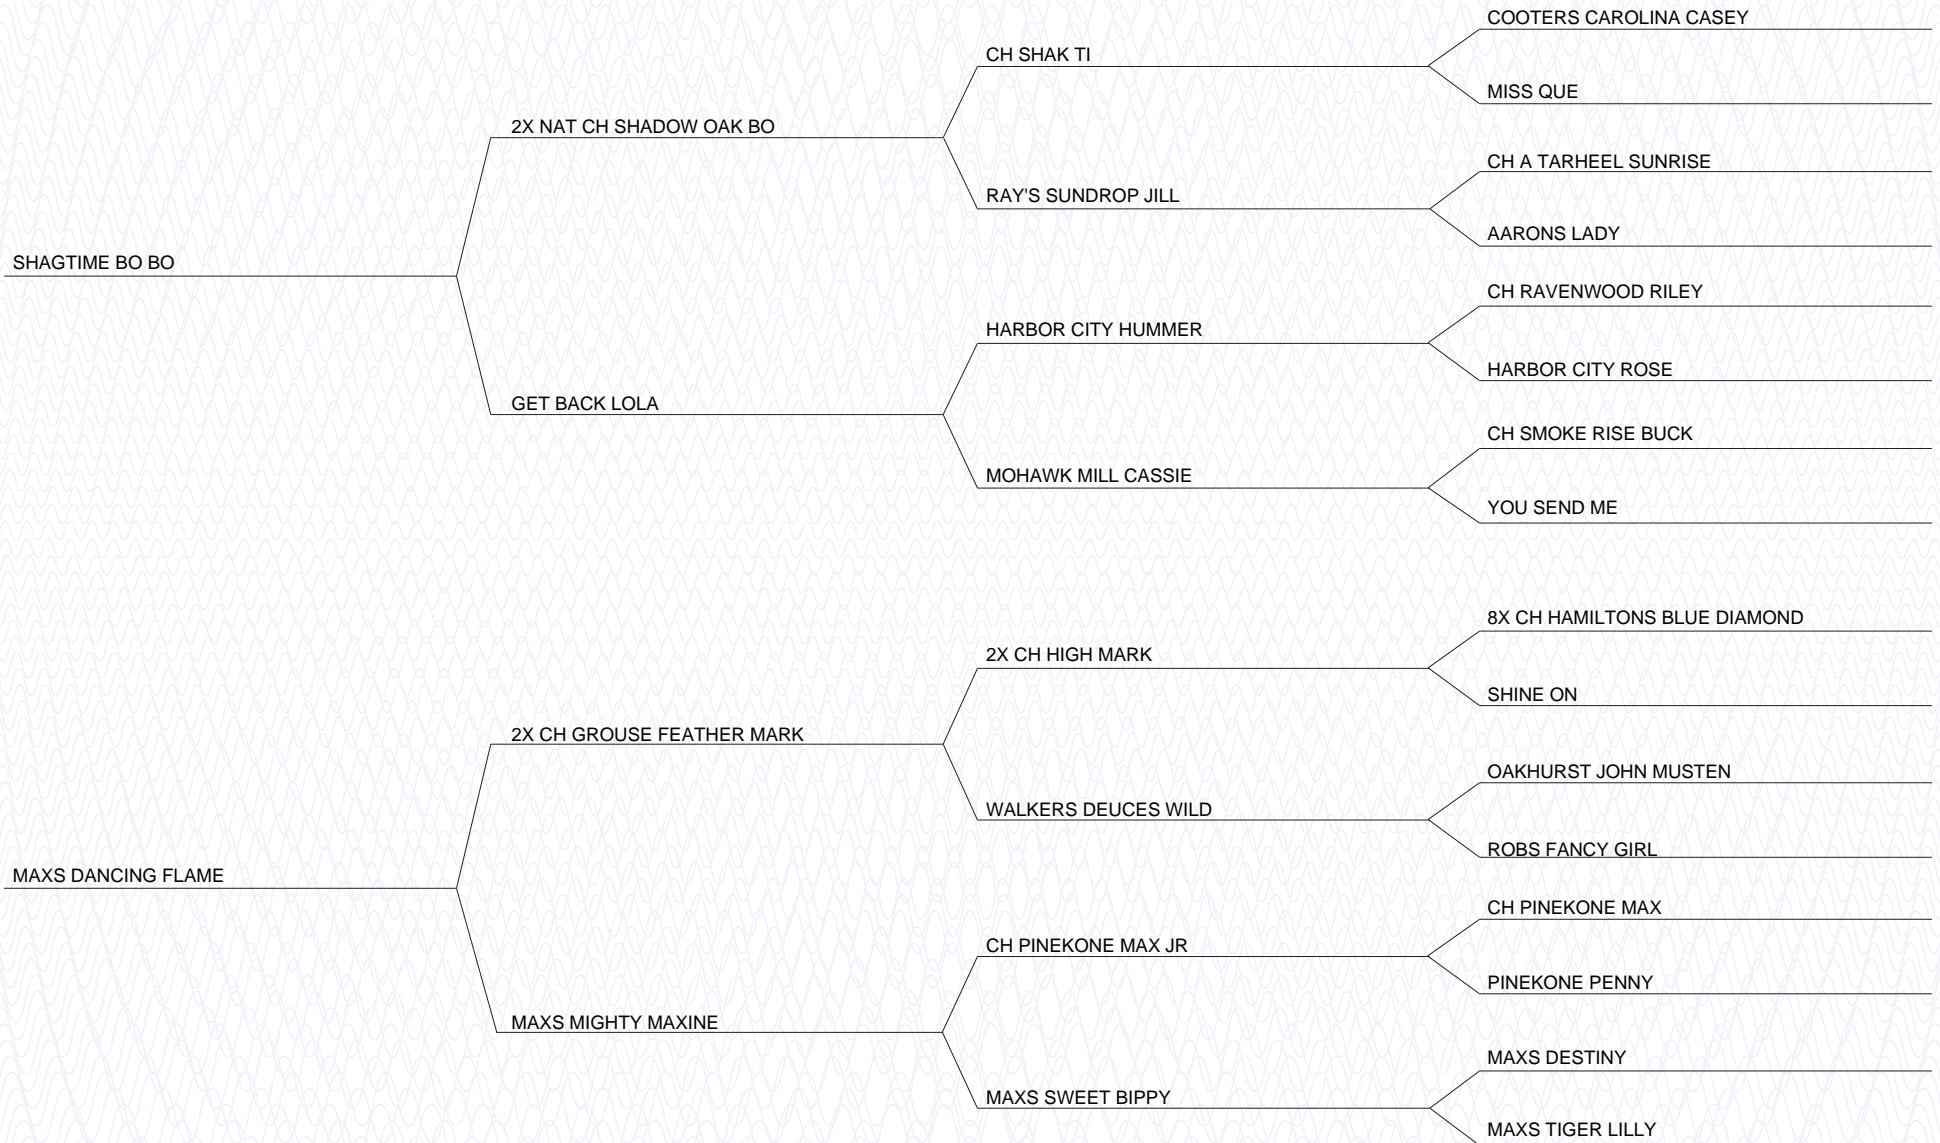 COOTERS CAROLINA CASEY
CH SHAK TI
MISS QUE
2X NAT CH SHADOW OAK BO
CH A TARHEEL SUNRISE
RAY'S SUNDROP JILL
AARONS LADY
SHAGTIME BO BO
CH RAVENWOOD RILEY
HARBOR CITY HUMMER
HARBOR CITY ROSE
GET BACK LOLA
CH SMOKE RISE BUCK
MOHAWK MILL CASSIE
YOU SEND ME
8X CH HAMILTONS BLUE DIAMOND
2X CH HIGH MARK
SHINE ON
2X CH GROUSE FEATHER MARK
OAKHURST JOHN MUSTEN
WALKERS DEUCES WILD
ROBS FANCY GIRL
MAXS DANCING FLAME
CH PINEKONE MAX
CH PINEKONE MAX JR
PINEKONE PENNY
MAXS MIGHTY MAXINE
MAXS DESTINY
MAXS SWEET BIPPY
MAXS TIGER LILLY